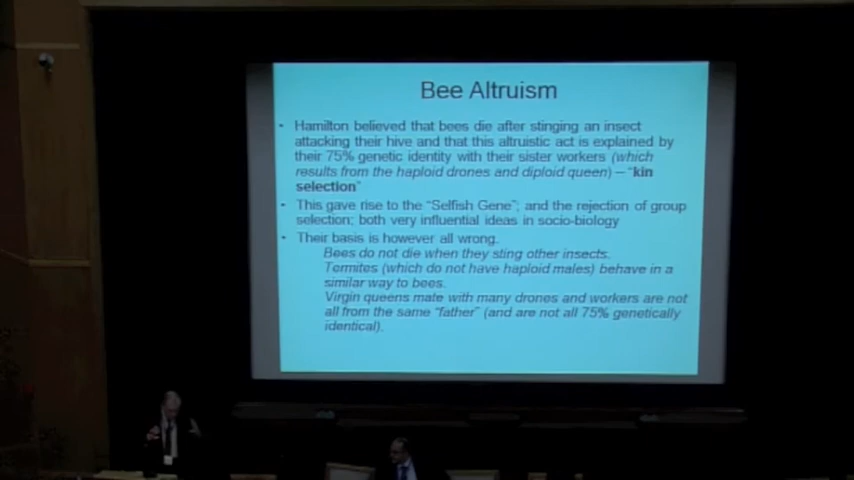 Bee Altruism
• Hamilton believed that bees die after stinging an insect
attacking their hive and that this altruistic act is explained by
their 75% genetic identity with their sister workers (which
results from the haploid drones and diploid queen) – "kin
selection"
• This gave rise to the "Selfish Gene"; and the rejection of group
selection; both very influential ideas in socio-biology
• Their basis is however all wrong.
Bees do not die when they sting other insects.
Termites (which do not have haploid males) behave in a
similar way to bees.
Virgin queens mate with many drones and workers are not
all from the same "father" (and are not all 75% genetically
identical).